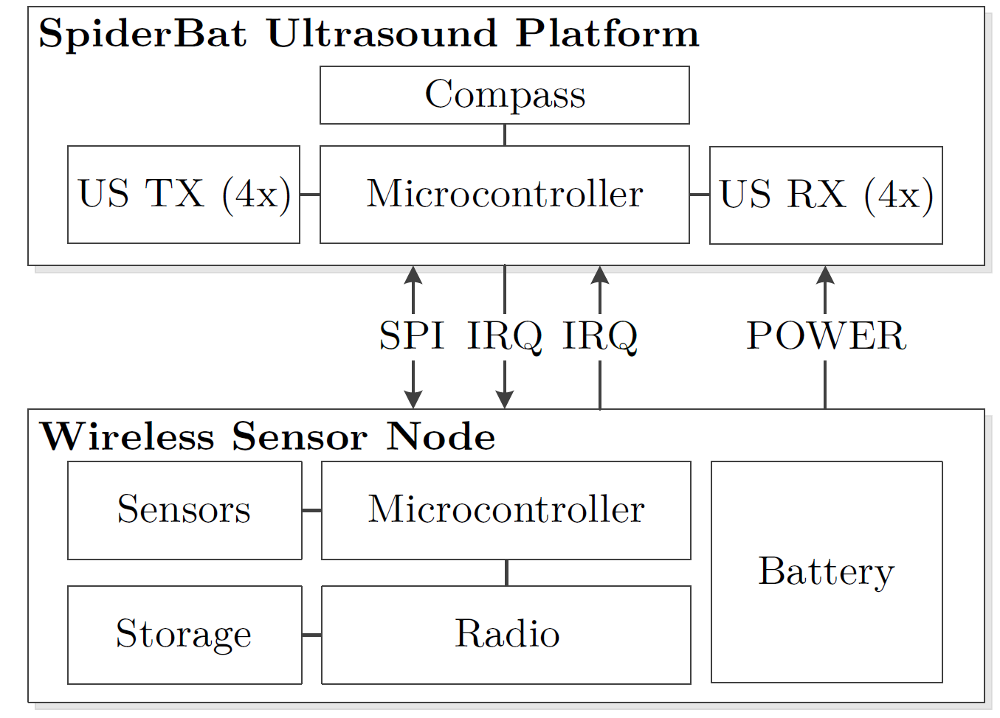 SpiderBat Ultrasound Platform
Compass
US TX (4x)
Microcontroller
US RX (4x)
SPI
IRQ
IRQ
POWER
Wireless Sensor Node
Sensors
Microcontroller
Battery
Storage
Radio